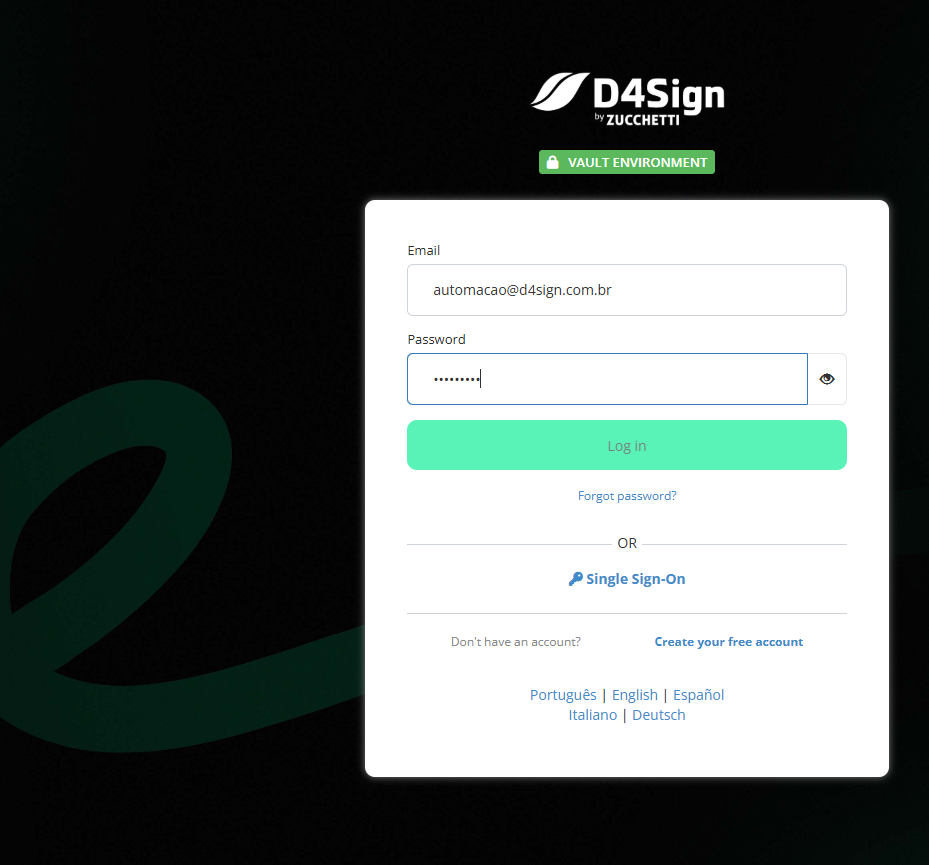 D4Sign
by ZUCCHETTI
VAULT ENVIRONMENT
Email
automacao@d4sign.com.br
Password
•••••••••
Log in
Forgot password?
OR
Single Sign-On
Don't have an account? Create your free account
Português | English | Español
Italiano | Deutsch